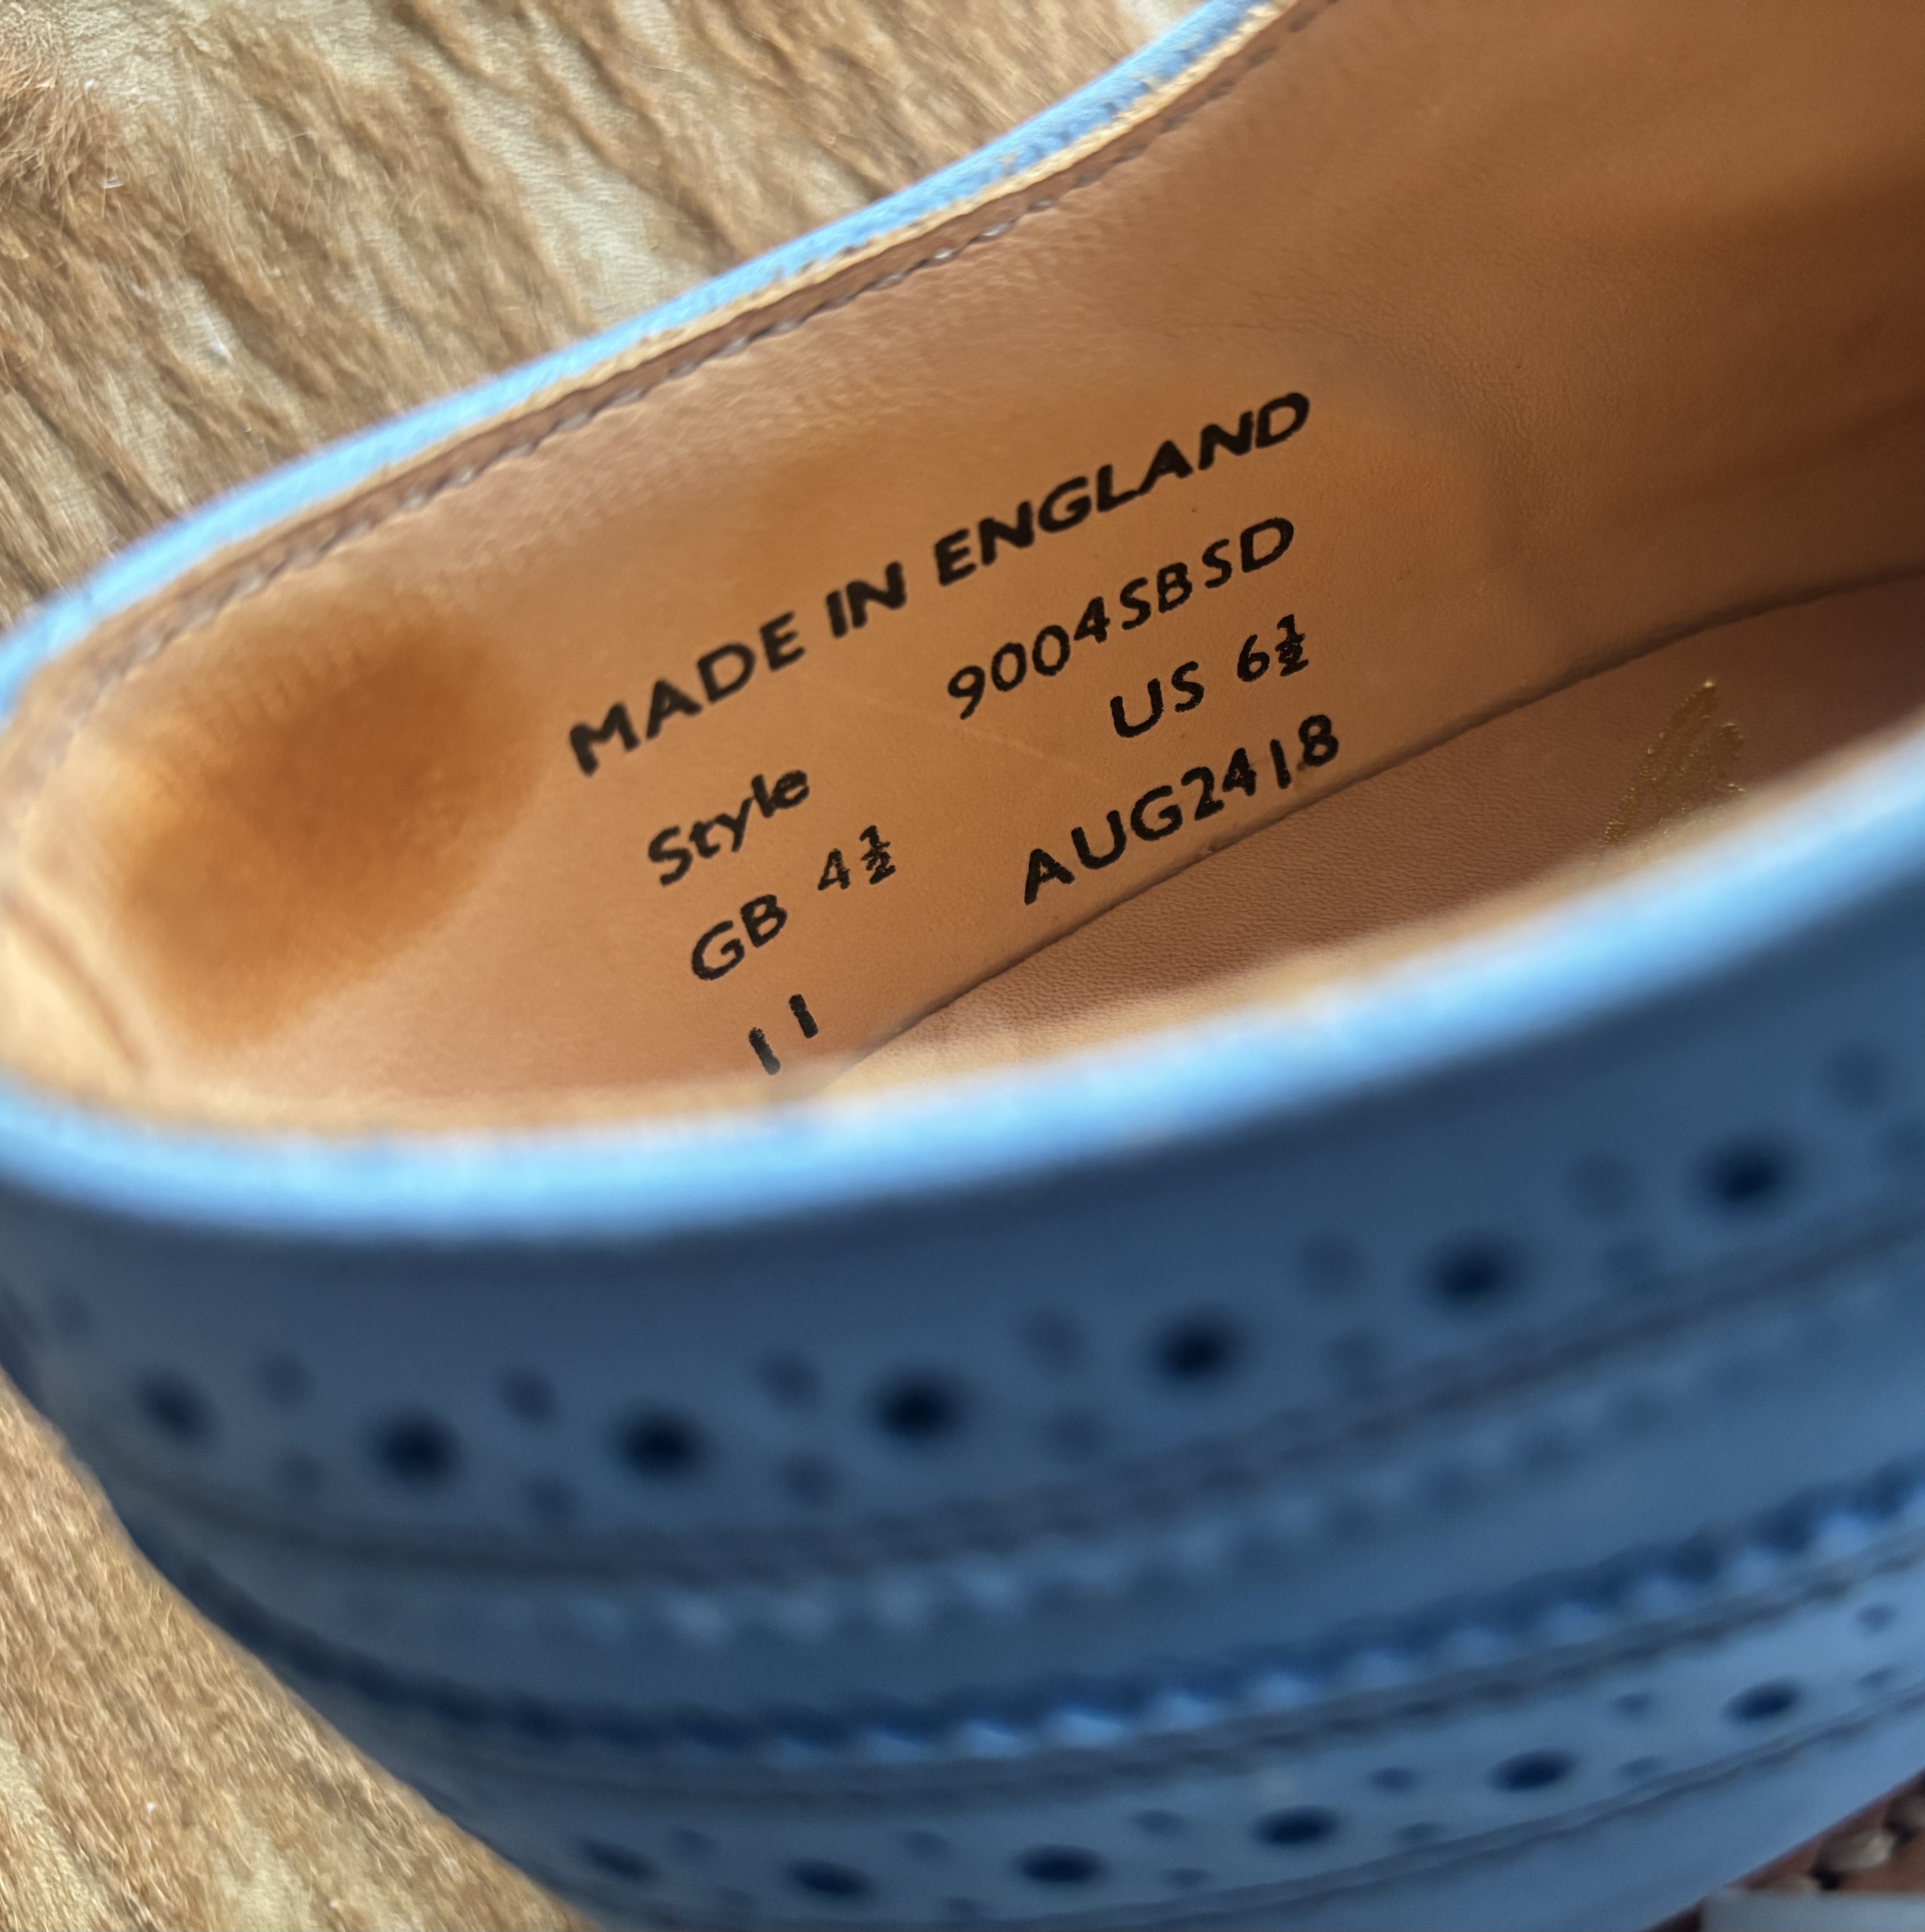 MADE IN ENGLAND
Style 9004SBSD
GB 4½ US 6½
11 AUG2418